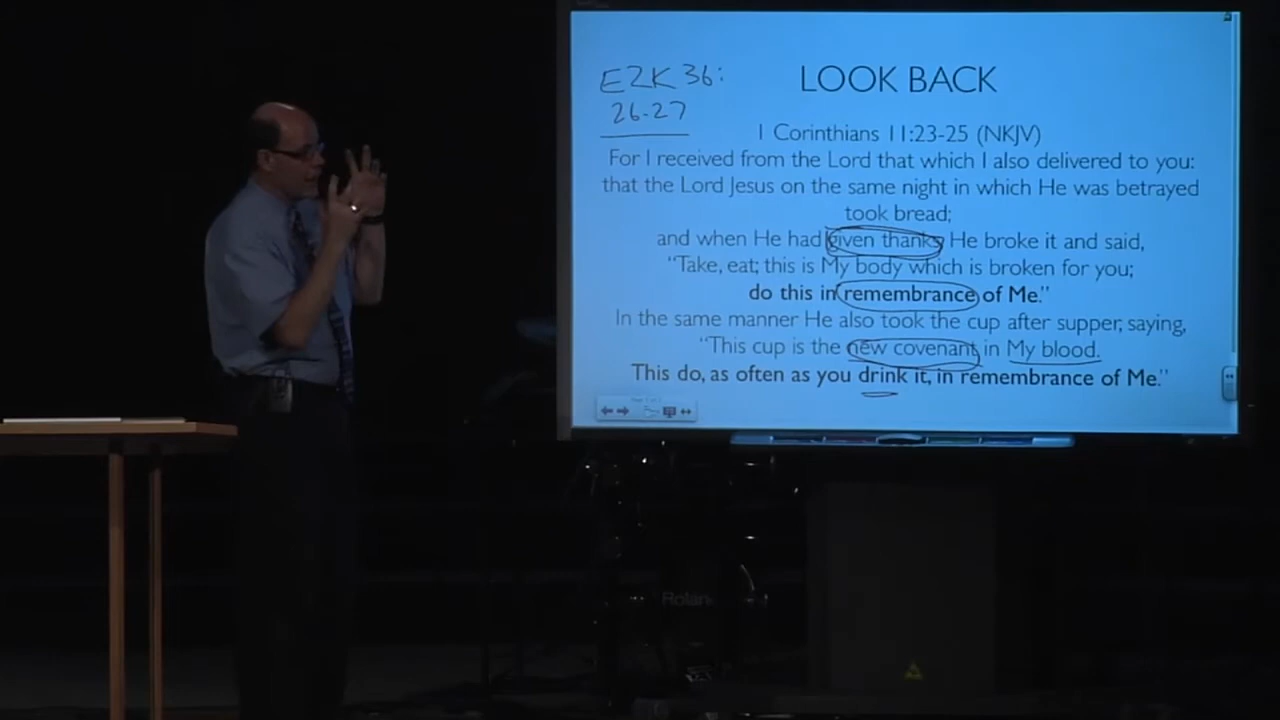 EZK 36:
26-27
LOOK BACK
1 Corinthians 11:23-25 (NKJV)
For I received from the Lord that which I also delivered to you:
that the Lord Jesus on the same night in which He was betrayed
took bread;
and when He had given thanks He broke it and said,
"Take, eat; this is My body which is broken for you;
do this in remembrance of Me."
In the same manner He also took the cup after supper, saying,
"This cup is the new covenant in My blood.
This do, as often as you drink it, in remembrance of Me."
Roland